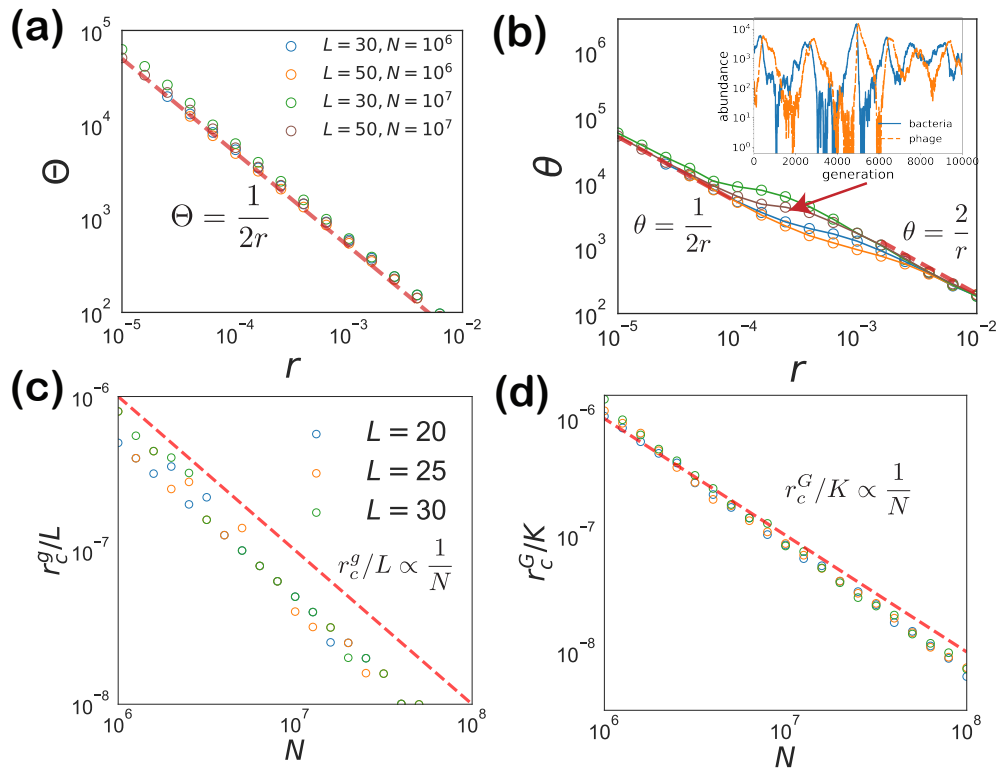 (a)
10^5
10^4
10^3
10^2
Θ
L = 30, N = 10^6
L = 50, N = 10^6
L = 30, N = 10^7
L = 50, N = 10^7
Θ = 1/2r
10^−5
10^−4
10^−3
10^−2
r
(b)
10^6
10^5
10^4
10^3
10^2
θ
abundance
10^4
10^3
10^2
10^1
10^0
bacteria
phage
0
2000
4000
6000
8000
10000
generation
θ = 1/2r
θ = 2/r
10^−5
10^−4
10^−3
10^−2
r
(c)
10^−6
10^−7
10^−8
r_c^g/L
L = 20
L = 25
L = 30
r_c^g/L ∝ 1/N
10^6
10^7
10^8
N
(d)
10^−6
10^−7
10^−8
r_c^G/K
r_c^G/K ∝ 1/N
10^6
10^7
10^8
N